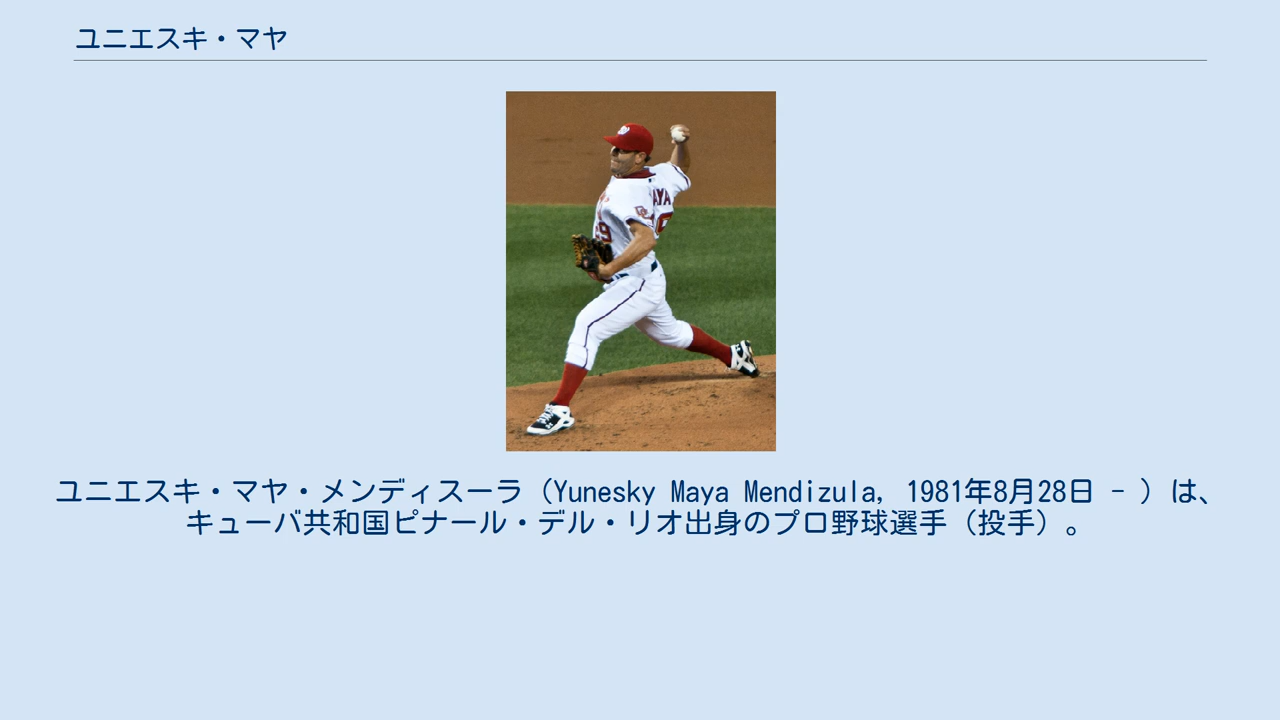 ユニエスキ・マヤ
AYA
29
ユニエスキ・マヤ・メンディスーラ（Yunesky Maya Mendizula, 1981年8月28日 - ）は、
キューバ共和国ピナール・デル・リオ出身のプロ野球選手（投手）。